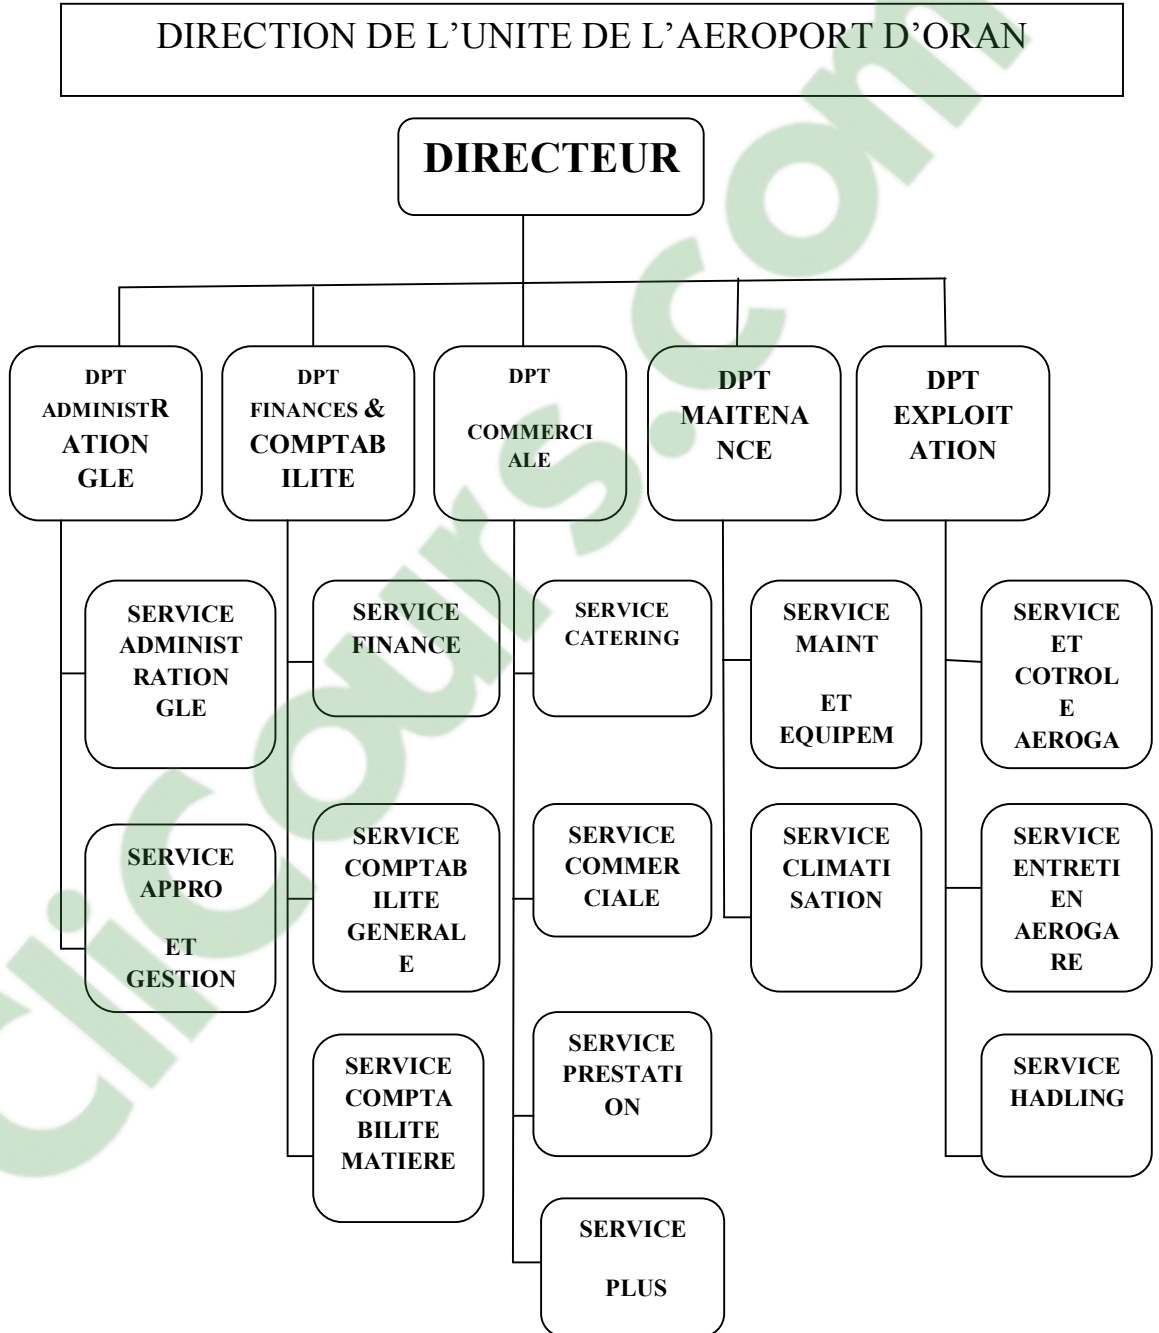 DIRECTION DE L’UNITE DE L’AEROPORT D’ORAN
DIRECTEUR
DPT
ADMINISTR
ATION
GLE
DPT
FINANCES &
COMPTAB
ILITE
DPT
COMMERCI
ALE
DPT
MAITENA
NCE
DPT
EXPLOIT
ATION
SERVICE
ADMINIST
RATION
GLE
SERVICE
APPRO
ET
GESTION
SERVICE
FINANCE
SERVICE
COMPTAB
ILITE
GENERAL
E
SERVICE
COMPTA
BILITE
MATIERE
SERVICE
CATERING
SERVICE
COMMER
CIALE
SERVICE
PRESTATI
ON
SERVICE
PLUS
SERVICE
MAINT
ET
EQUIPEM
SERVICE
CLIMATI
SATION
SERVICE
ET
COTROL
E
AEROGA
SERVICE
ENTRETI
EN
AEROGA
RE
SERVICE
HADLING
CliCours.com